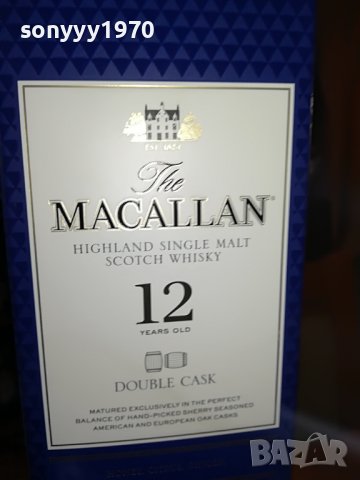 sonyyy1970
EST. 1824
The
MACALLAN
HIGHLAND SINGLE MALT
SCOTCH WHISKY
12
YEARS OLD
DOUBLE CASK
MATURED EXCLUSIVELY IN THE PERFECT
BALANCE OF HAND-PICKED SHERRY SEASONED
AMERICAN AND EUROPEAN OAK CASKS
BAZAR